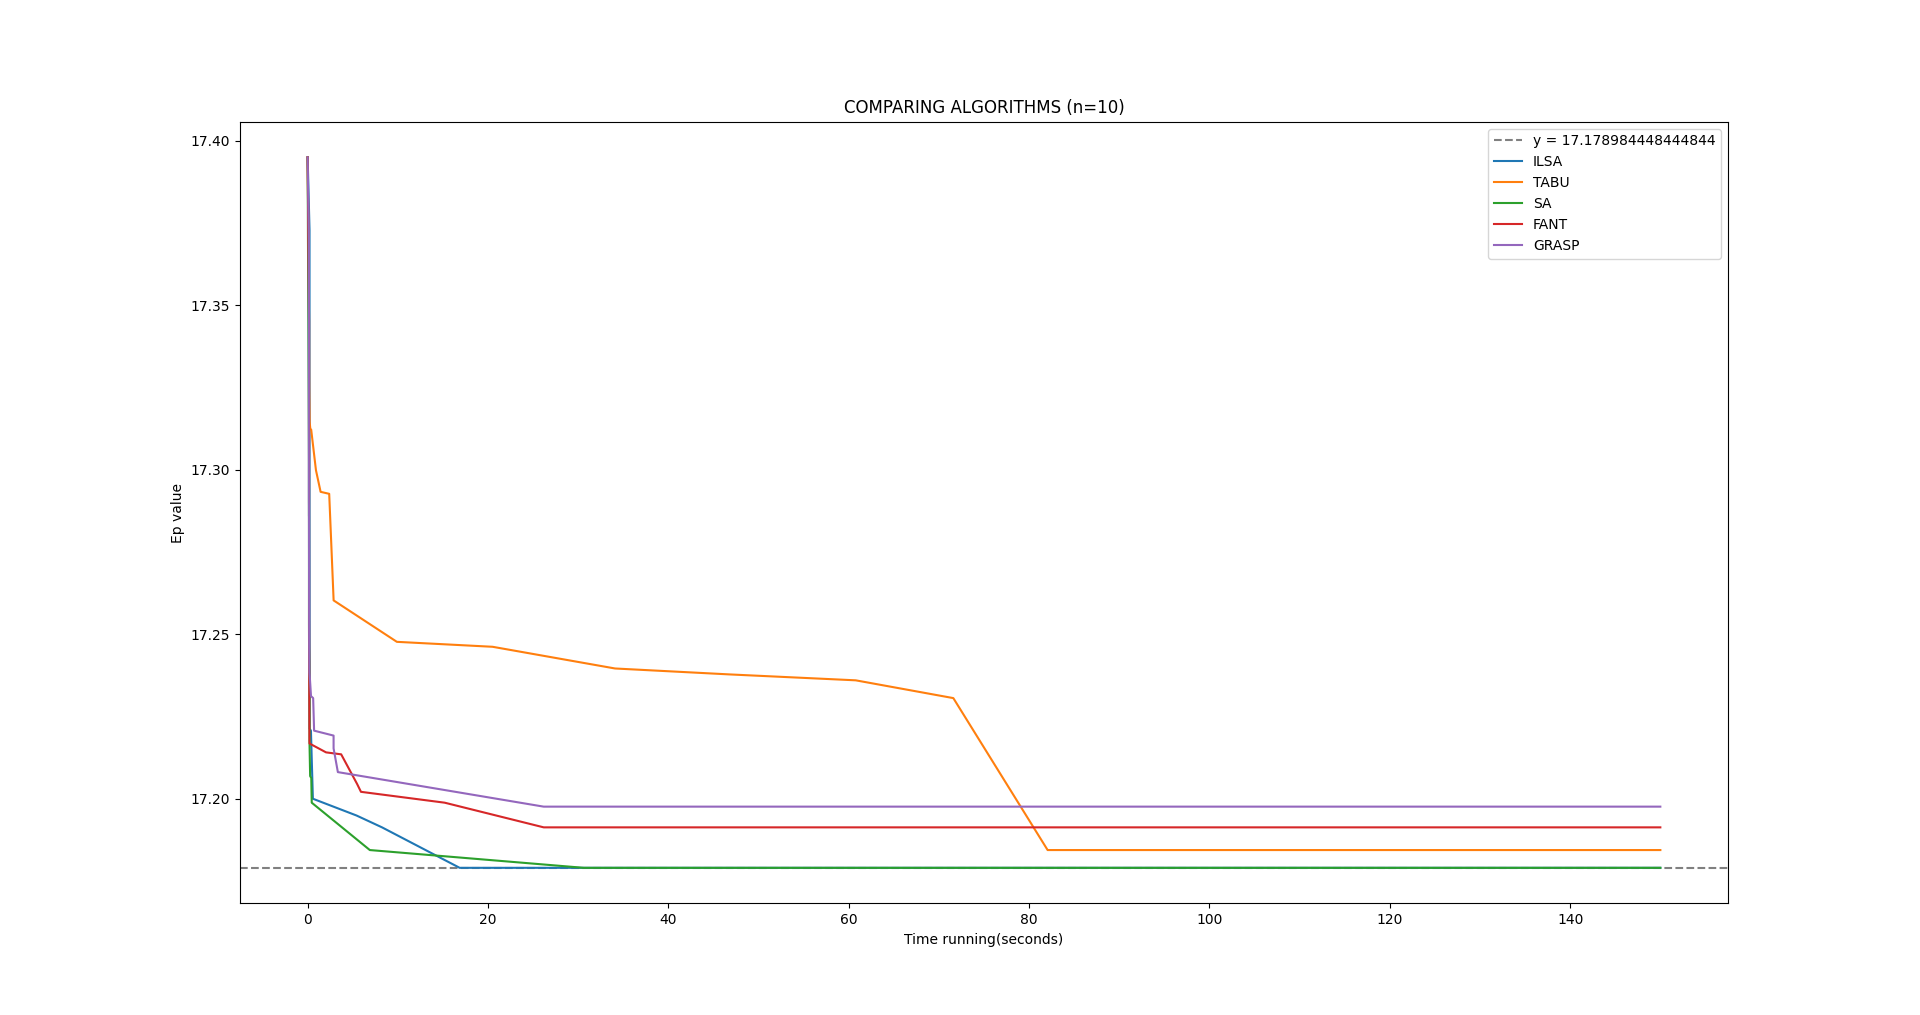 COMPARING ALGORITHMS (n=10)
y = 17.178984448444844
ILSA
TABU
SA
FANT
GRASP
17.40
17.35
17.30
17.25
17.20
Ep value
0 20 40 60 80 100 120 140
Time running(seconds)